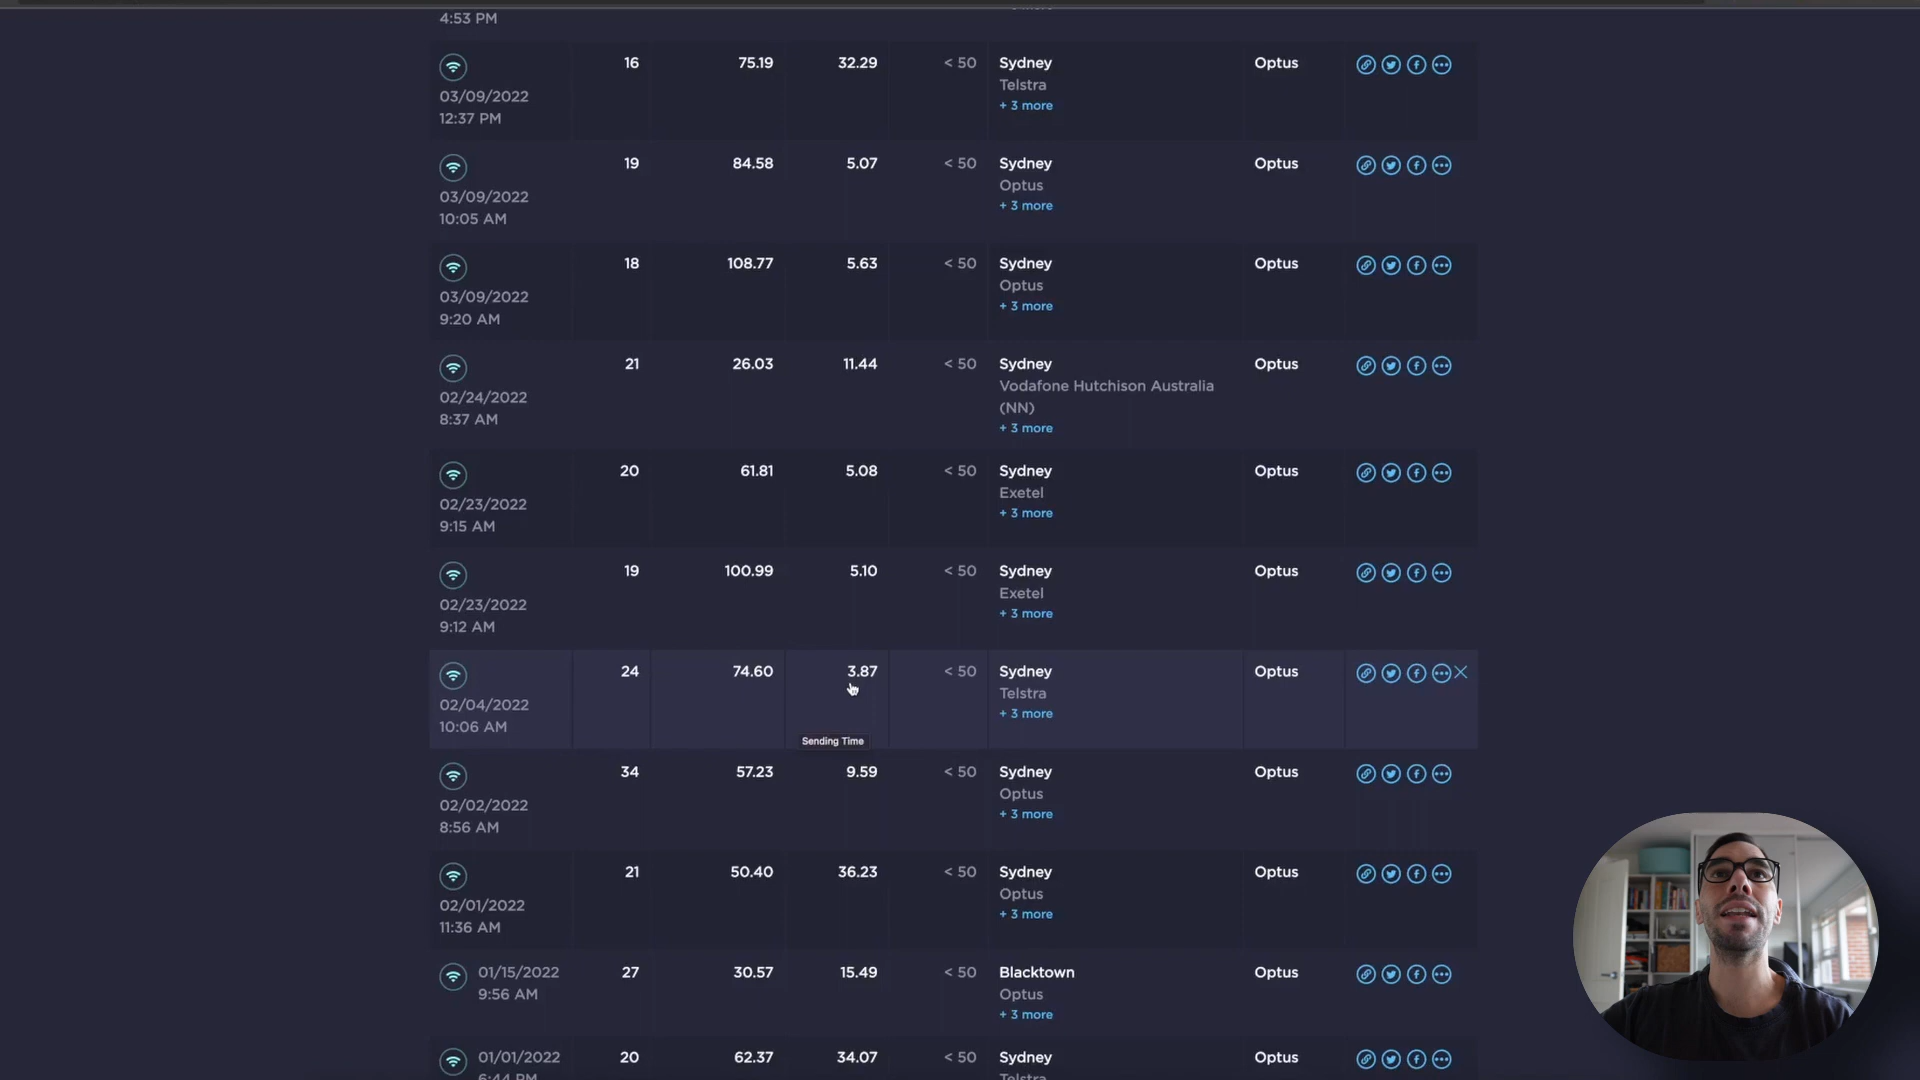 4:53 PM
16 75.19 32.29 < 50 Sydney Optus
Telstra
03/09/2022
+ 3 more
12:37 PM
19 84.58 5.07 < 50 Sydney Optus
Optus
03/09/2022
+ 3 more
10:05 AM
18 108.77 5.63 < 50 Sydney Optus
Optus
03/09/2022
+ 3 more
9:20 AM
21 26.03 11.44 < 50 Sydney Optus
Vodafone Hutchison Australia
02/24/2022
(NN)
8:37 AM
+ 3 more
20 61.81 5.08 < 50 Sydney Optus
Exetel
02/23/2022
+ 3 more
9:15 AM
19 100.99 5.10 < 50 Sydney Optus
Exetel
02/23/2022
+ 3 more
9:12 AM
24 74.60 3.87 < 50 Sydney Optus
Telstra
02/04/2022
+ 3 more
10:06 AM
Sending Time
34 57.23 9.59 < 50 Sydney Optus
Optus
02/02/2022
+ 3 more
8:56 AM
21 50.40 36.23 < 50 Sydney Optus
Optus
02/01/2022
+ 3 more
11:36 AM
01/15/2022 27 30.57 15.49 < 50 Blacktown Optus
9:56 AM Optus
+ 3 more
01/01/2022 20 62.37 34.07 < 50 Sydney Optus
6:44 PM Telstra